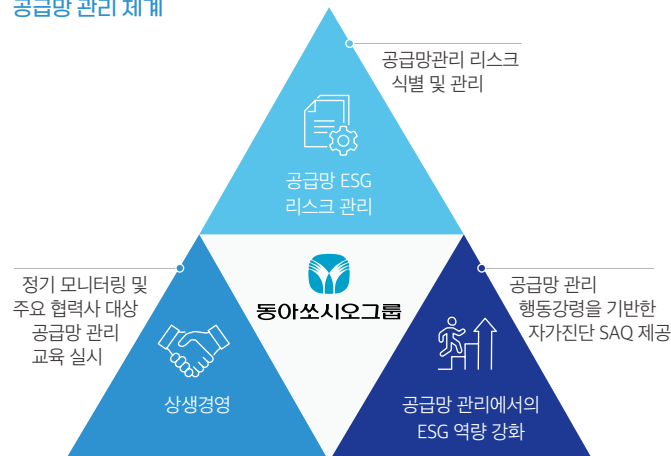 공급망 관리 체계
공급망관리 리스크
식별 및 관리
공급망 ESG
리스크 관리
정기 모니터링 및
주요 협력사 대상
공급망 관리
교육 실시
동아쏘시오그룹
공급망 관리
행동강령을 기반한
자가진단 SAQ 제공
상생경영
공급망 관리에서의
ESG 역량 강화